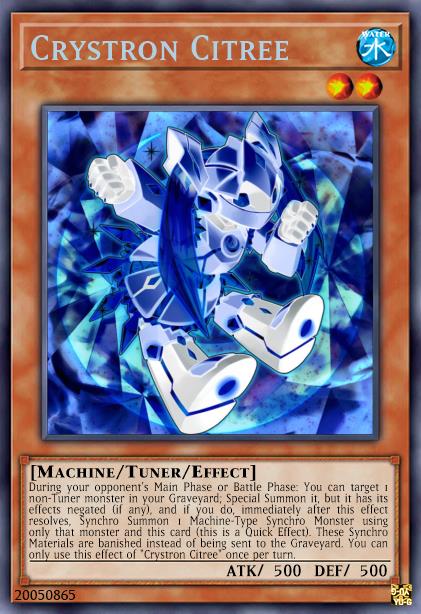 Crystron Citree
WATER
水
[Machine/Tuner/Effect]
During your opponent's Main Phase or Battle Phase: You can target 1
non-Tuner monster in your Graveyard; Special Summon it, but it has its
effects negated (if any), and if you do, immediately after this effect
resolves, Synchro Summon 1 Machine-Type Synchro Monster using
only that monster and this card (this is a Quick Effect). These Synchro
Materials are banished instead of being sent to the Graveyard. You can
only use this effect of "Crystron Citree" once per turn.
ATK/ 500 DEF/ 500
20050865